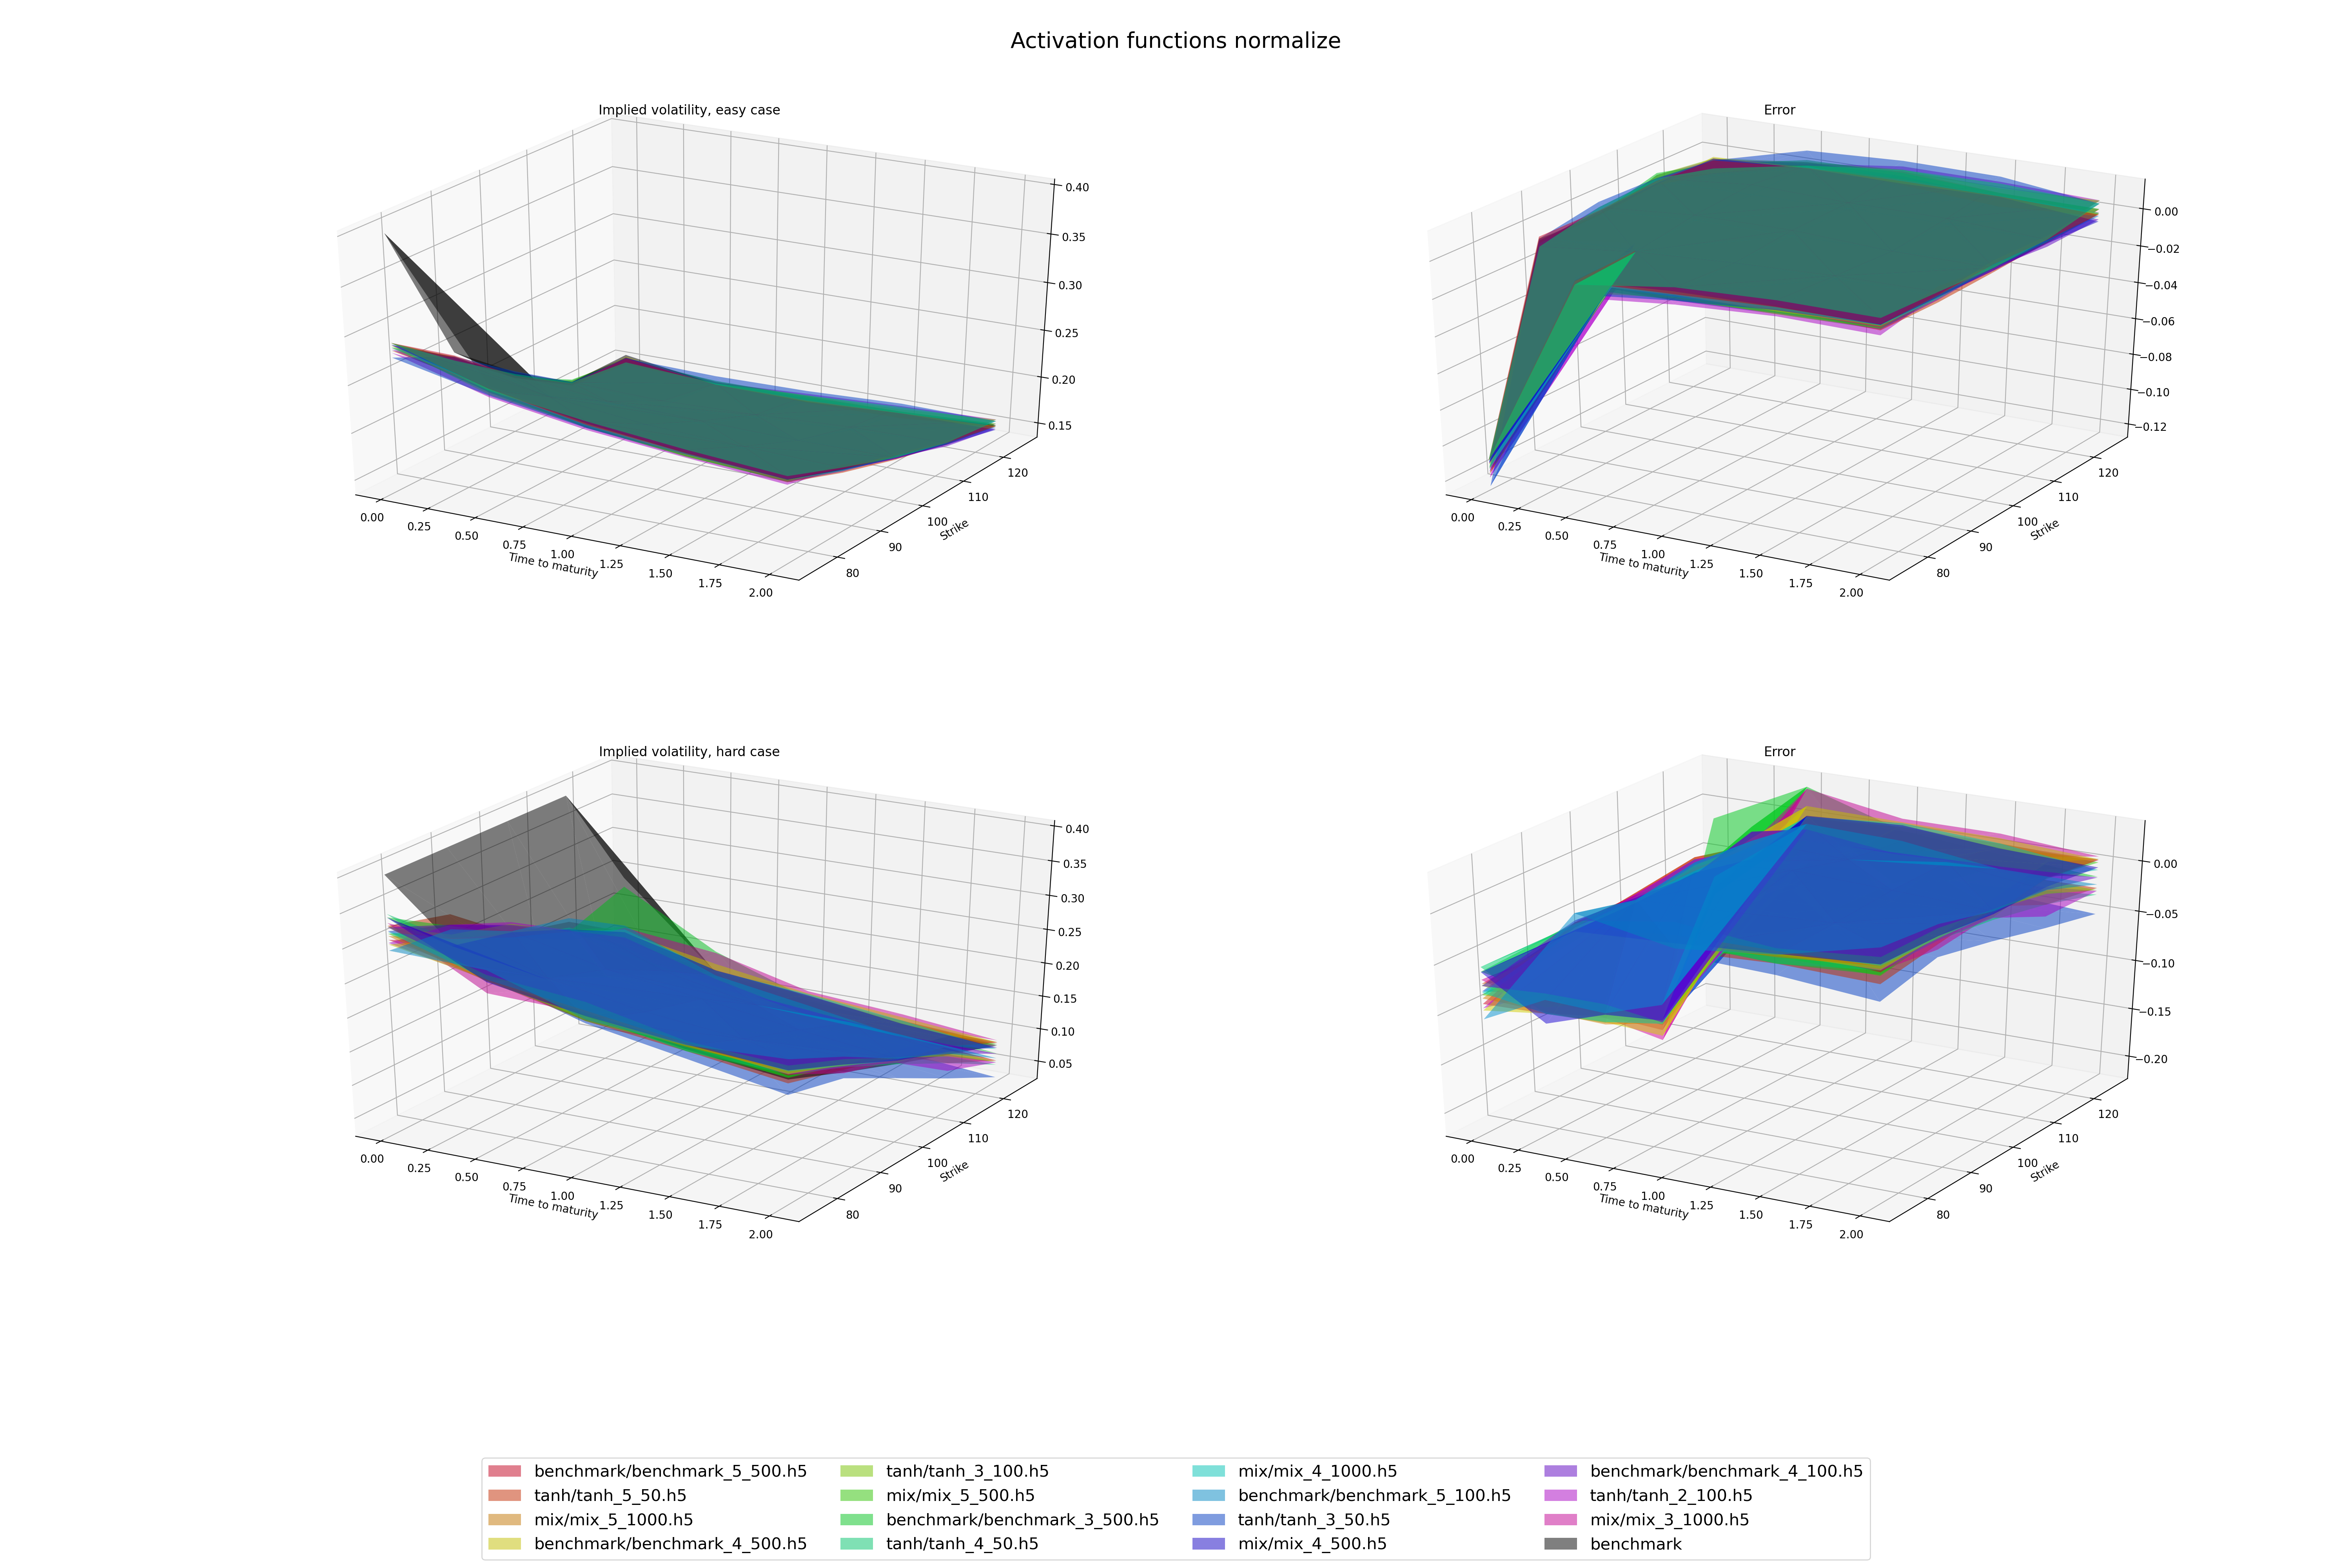 Activation functions normalize
Implied volatility, easy case
0.40
0.35
0.30
0.25
0.20
0.15
120
110
100
90
80
Strike
0.00
0.25
0.50
0.75
1.00
1.25
1.50
1.75
2.00
Time to maturity
Error
0.00
−0.02
−0.04
−0.06
−0.08
−0.10
−0.12
120
110
100
90
80
Strike
0.00
0.25
0.50
0.75
1.00
1.25
1.50
1.75
2.00
Time to maturity
Implied volatility, hard case
0.40
0.35
0.30
0.25
0.20
0.15
0.10
0.05
120
110
100
90
80
Strike
0.00
0.25
0.50
0.75
1.00
1.25
1.50
1.75
2.00
Time to maturity
Error
0.00
−0.05
−0.10
−0.15
−0.20
120
110
100
90
80
Strike
0.00
0.25
0.50
0.75
1.00
1.25
1.50
1.75
2.00
Time to maturity
benchmark/benchmark_5_500.h5
tanh/tanh_5_50.h5
mix/mix_5_1000.h5
benchmark/benchmark_4_500.h5
tanh/tanh_3_100.h5
mix/mix_5_500.h5
benchmark/benchmark_3_500.h5
tanh/tanh_4_50.h5
mix/mix_4_1000.h5
benchmark/benchmark_5_100.h5
tanh/tanh_3_50.h5
mix/mix_4_500.h5
benchmark/benchmark_4_100.h5
tanh/tanh_2_100.h5
mix/mix_3_1000.h5
benchmark